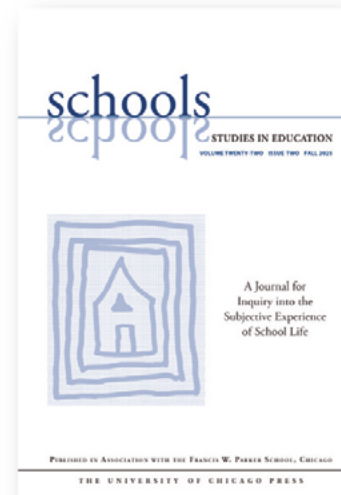 schools
schools
STUDIES IN EDUCATION
VOLUME TWENTY-TWO ISSUE TWO FALL 2025
A Journal for
Inquiry into the
Subjective Experience
of School Life
PUBLISHED IN ASSOCIATION WITH THE FRANCIS W. PARKER SCHOOL, CHICAGO
THE UNIVERSITY OF CHICAGO PRESS